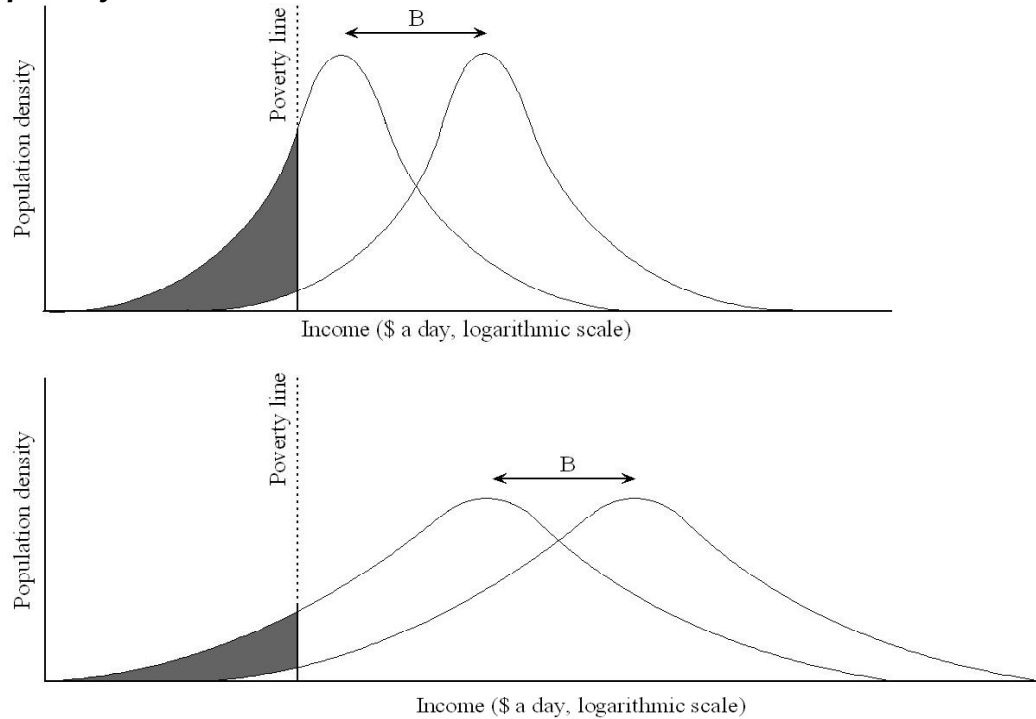 B
Poverty line
Population density
Income ($ a day, logarithmic scale)
Poverty line
B
Population density
Income ($ a day, logarithmic scale)